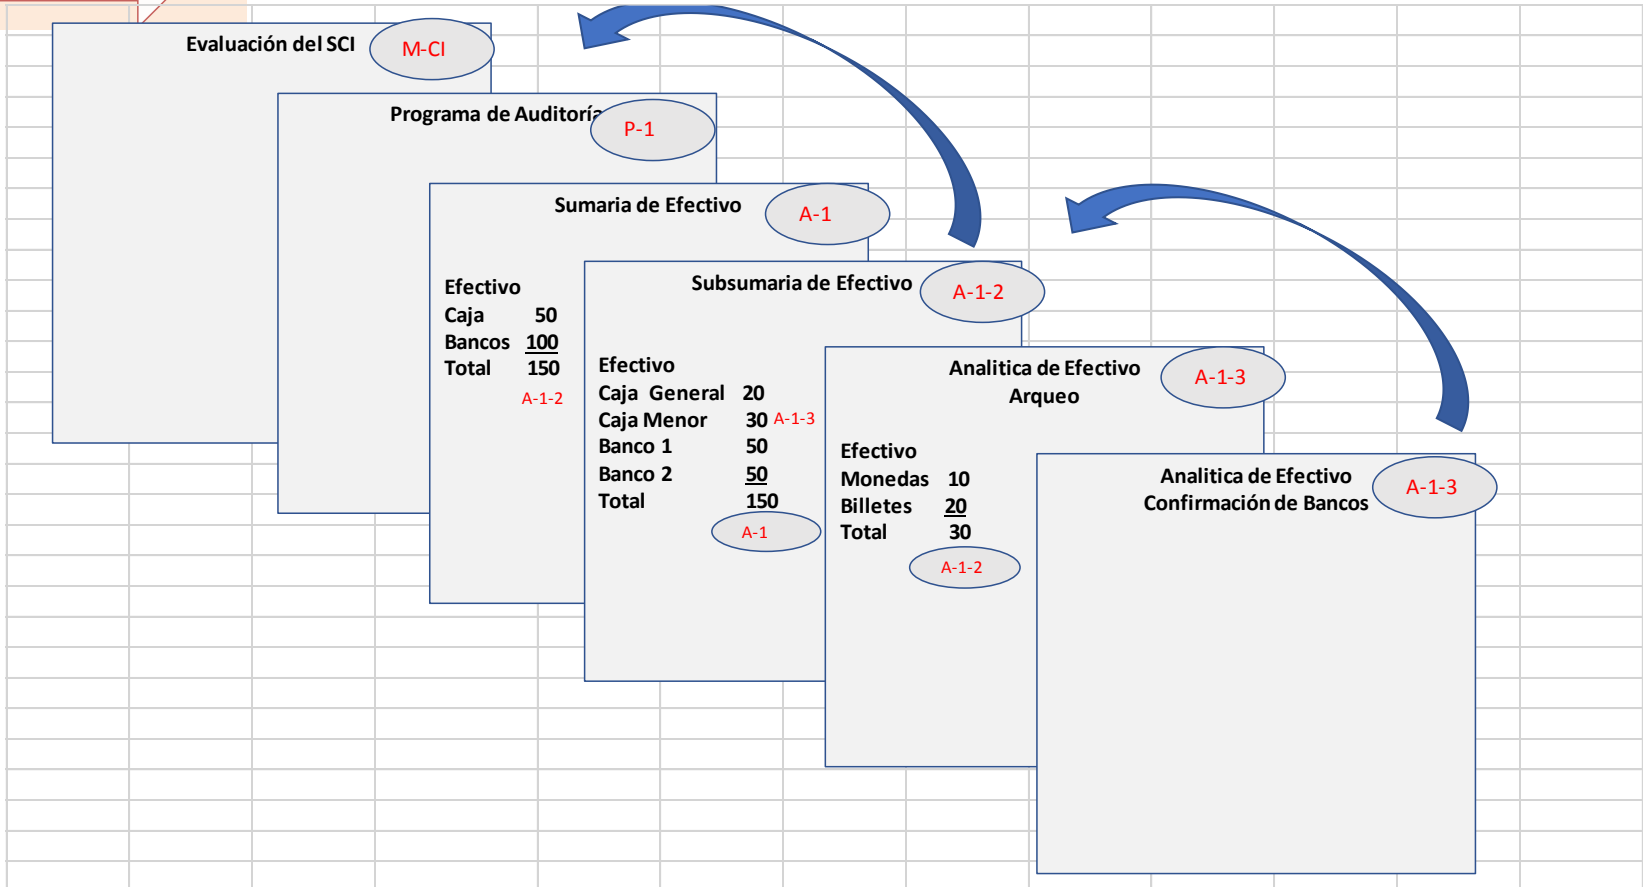 Evaluación del SCI M-CI
Programa de Auditoría P-1
Sumaria de Efectivo A-1
Efectivo
Caja 50
Bancos 100
Total 150
A-1-2
Subsumaria de Efectivo A-1-2
Efectivo
Caja General 20
Caja Menor 30 A-1-3
Banco 1 50
Banco 2 50
Total 150
A-1
Analitica de Efectivo A-1-3
Arqueo
Efectivo
Monedas 10
Billetes 20
Total 30
A-1-2
Analitica de Efectivo A-1-3
Confirmación de Bancos